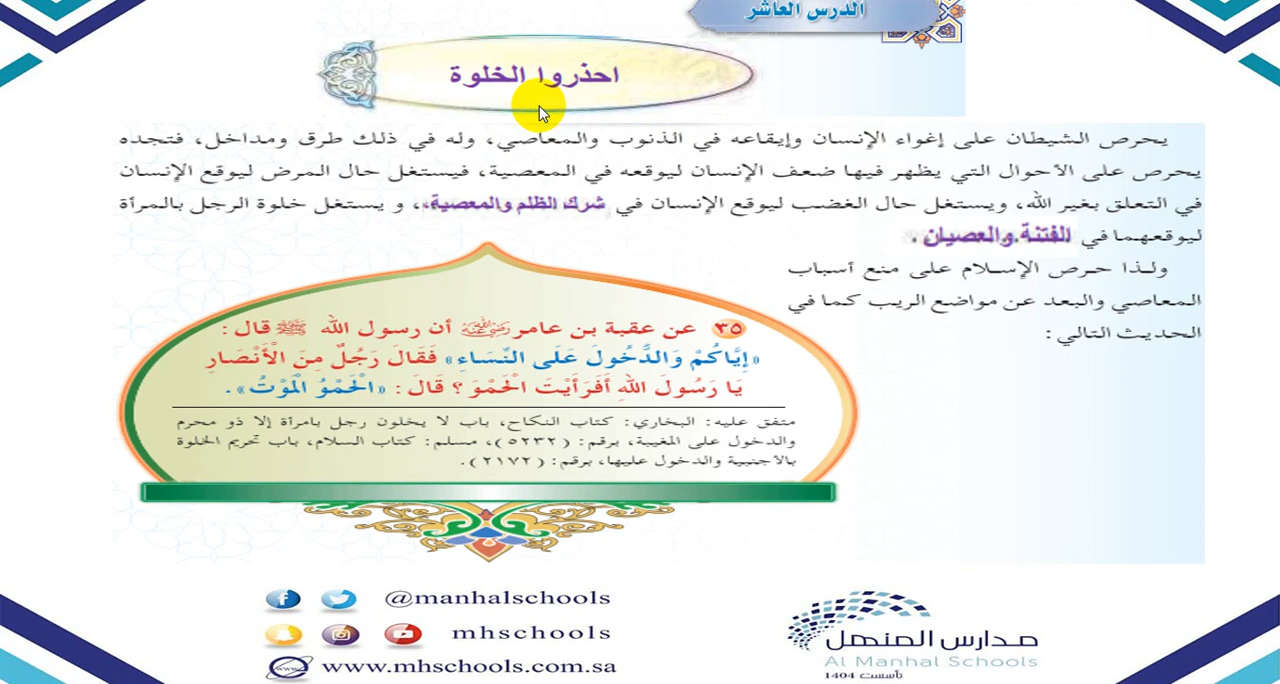 الدرس العاشر
احذروا الخلوة
يحرص الشيطان على إغواء الإنسان وإيقاعه في الذنوب والمعاصي، وله في ذلك طرق ومداخل، فتجده
يحرص على الأحوال التي يظهر فيها ضعف الإنسان ليوقعه في المعصية، فيستغل حال المرض ليوقع الإنسان
في التعلق بغير الله، ويستغل حال الغضب ليوقع الإنسان في شرك الظلم والمعصية، و يستغل خلوة الرجل بالمرأة
ليوقعهما في الفتنة والعصيان .
ولذا حرص الإسلام على منع أسباب
المعاصي والبعد عن مواضع الريب كما في
الحديث التالي :
٣٥ عن عقبة بن عامر رضي الله عنه أن رسول الله ﷺ قال :
«إِيَّاكُمْ وَالدُّخُولَ عَلَى النِّسَاءِ» فَقَالَ رَجُلٌ مِنَ الْأَنْصَارِ
يَا رَسُولَ اللهِ أَفَرَأَيْتَ الْحَمْوَ ؟ قَالَ : «الْحَمْوُ الْمَوْتُ» .
متفق عليه: البخاري: كتاب النكاح، باب لا يخلون رجل بامرأة إلا ذو محرم
والدخول على المغيبة، برقم: (٥٢٣٢)، مسلم: كتاب السلام، باب تحريم الخلوة
بالأجنبية والدخول عليها، برقم: (٢١٧٢).
@manhalschools
mhschools
www.mhschools.com.sa
مدارس المنهل
Al Manhal Schools
تأسست 1404